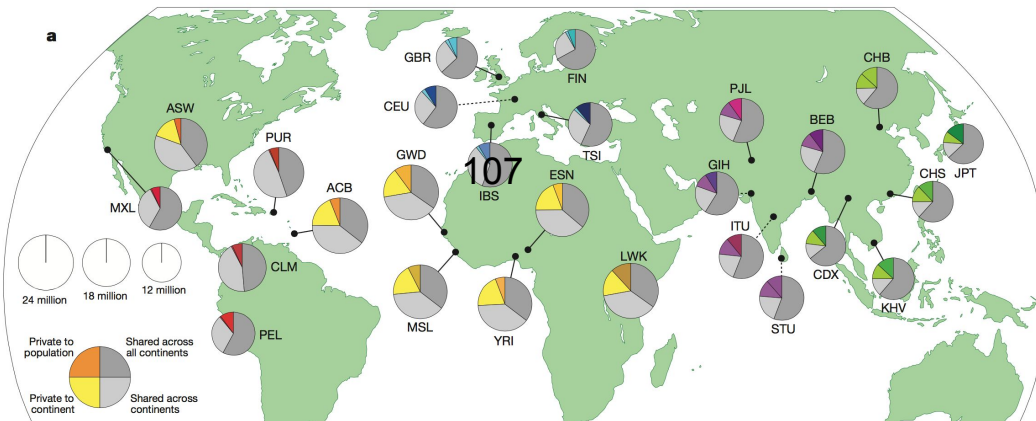 a
GBR
FIN
CHB
CEU
PJL
ASW
BEB
PUR
TSI
JPT
GWD
107
ESN
GIH
CHS
IBS
ACB
MXL
ITU
LWK
CDX
CLM
24 million
18 million
12 million
KHV
MSL
STU
YRI
PEL
Private to
population
Shared across
all continents
Private to
continent
Shared across
continents